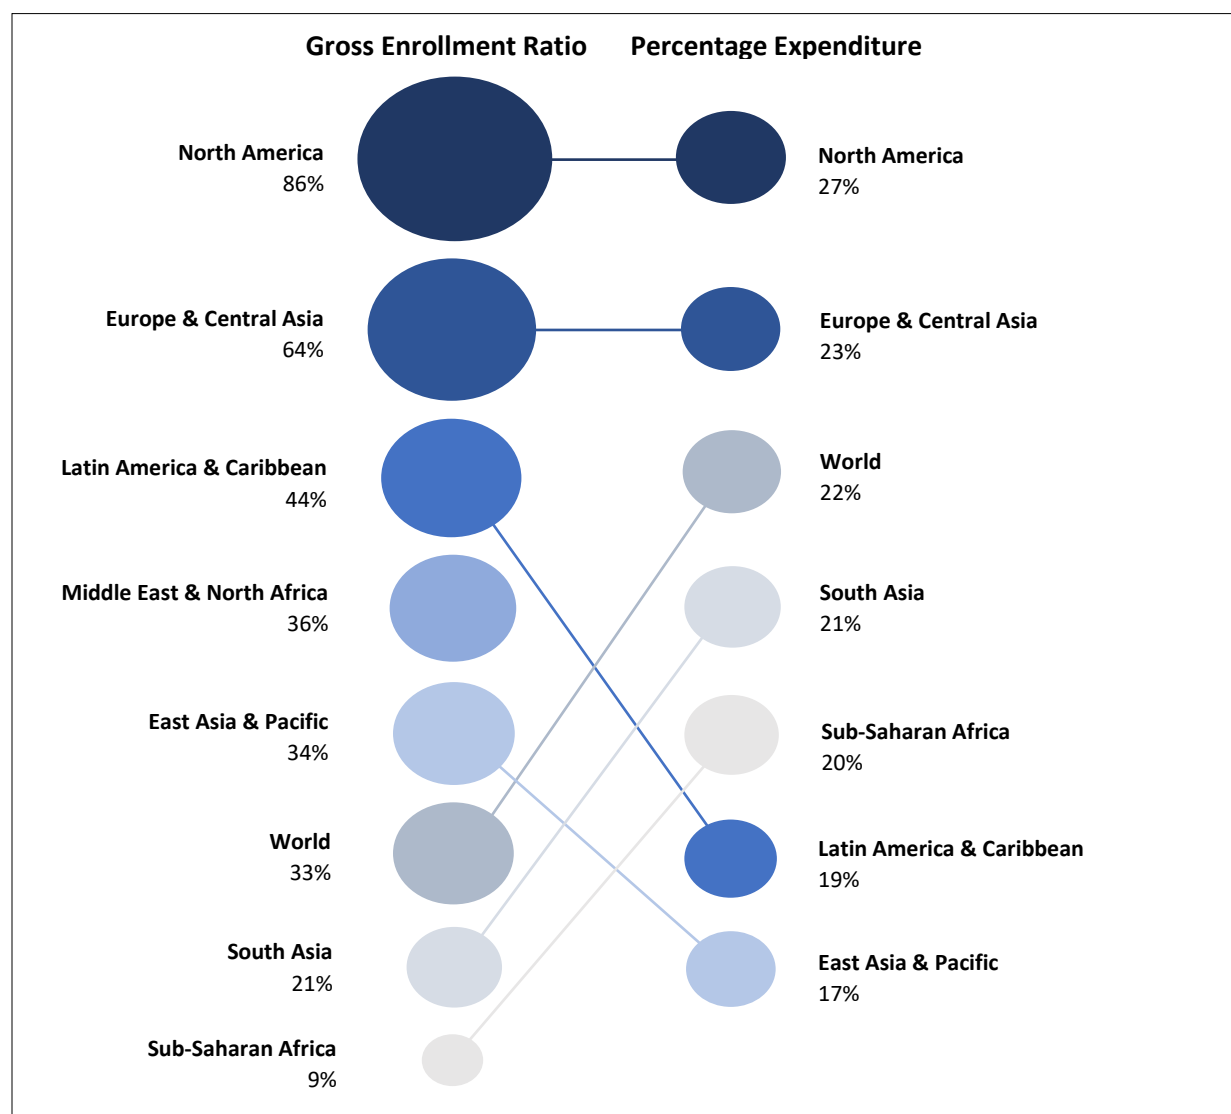 Gross Enrollment Ratio
Percentage Expenditure
North America
86%
North America
27%
Europe & Central Asia
64%
Europe & Central Asia
23%
Latin America & Caribbean
44%
World
22%
Middle East & North Africa
36%
South Asia
21%
East Asia & Pacific
34%
Sub-Saharan Africa
20%
World
33%
Latin America & Caribbean
19%
South Asia
21%
East Asia & Pacific
17%
Sub-Saharan Africa
9%